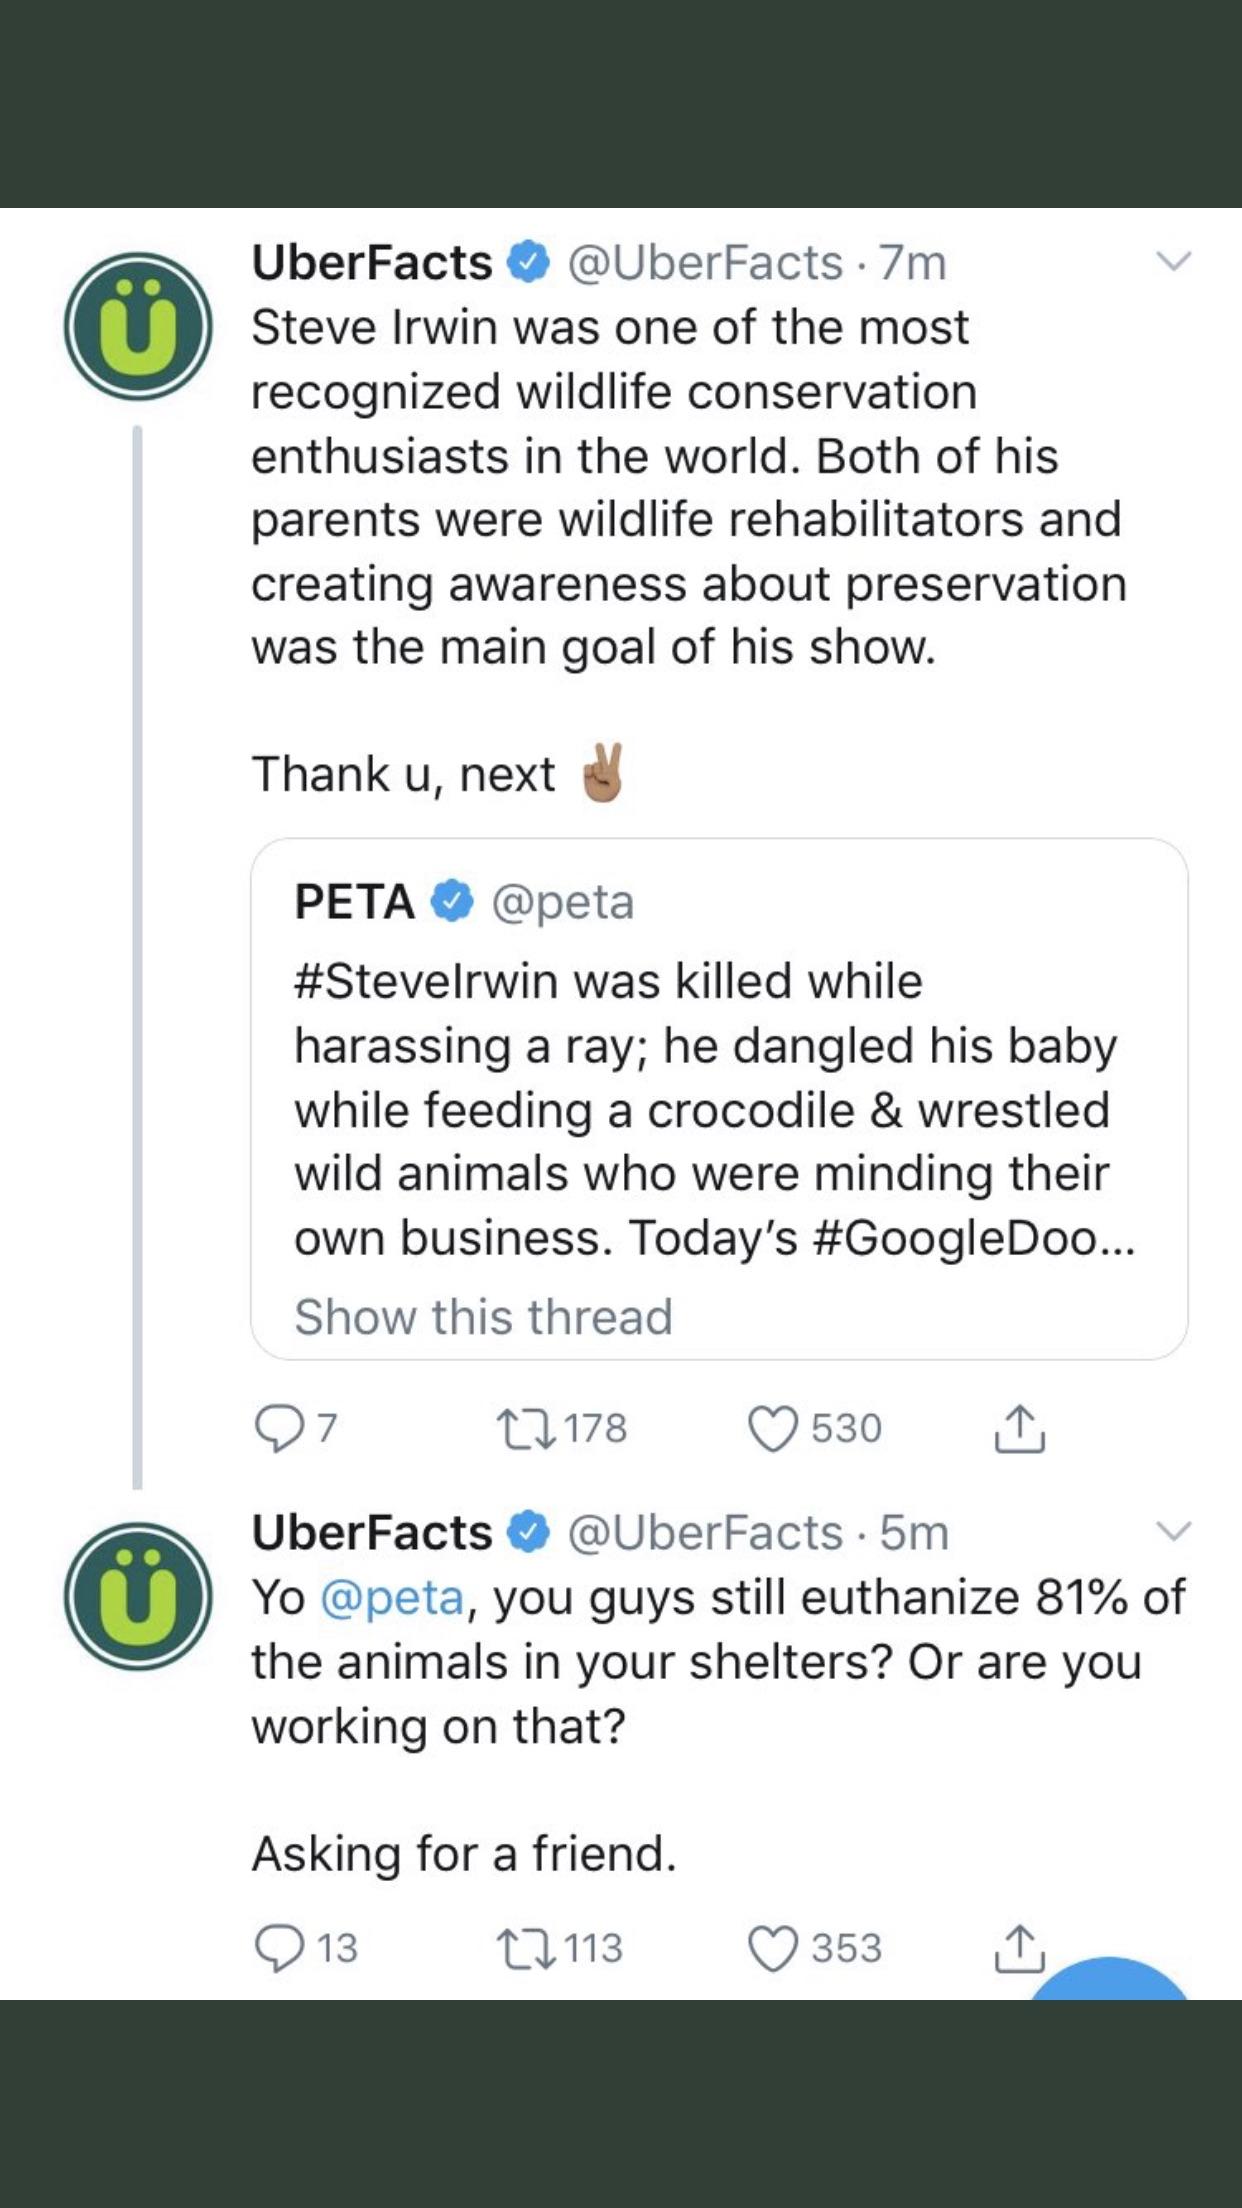 UberFacts @UberFacts · 7m
Steve Irwin was one of the most
recognized wildlife conservation
enthusiasts in the world. Both of his
parents were wildlife rehabilitators and
creating awareness about preservation
was the main goal of his show.
Thank u, next ✌🏽
PETA @peta
#SteveIrwin was killed while
harassing a ray; he dangled his baby
while feeding a crocodile & wrestled
wild animals who were minding their
own business. Today’s #GoogleDoo...
Show this thread
7 178 530
UberFacts @UberFacts · 5m
Yo @peta, you guys still euthanize 81% of
the animals in your shelters? Or are you
working on that?
Asking for a friend.
13 113 353